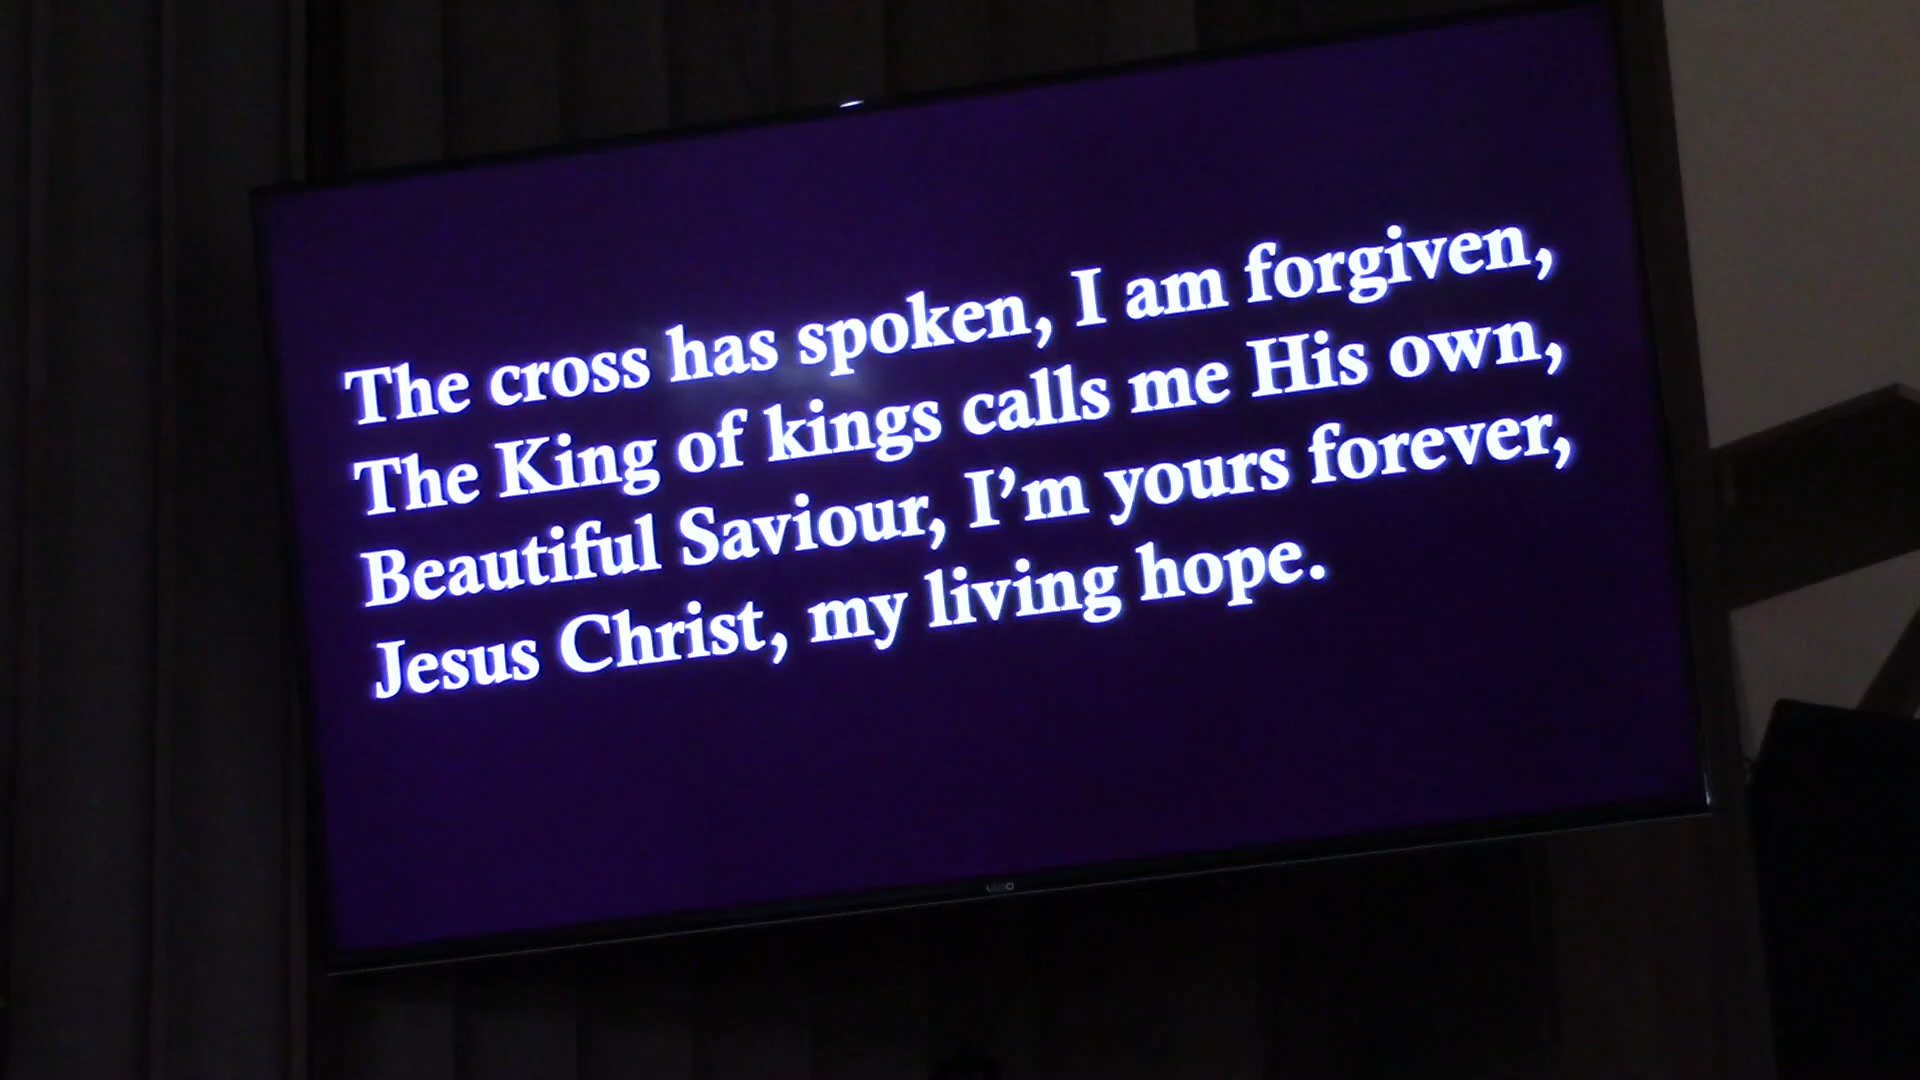 The cross has spoken, I am forgiven,
The King of kings calls me His own,
Beautiful Saviour, I'm yours forever,
Jesus Christ, my living hope.